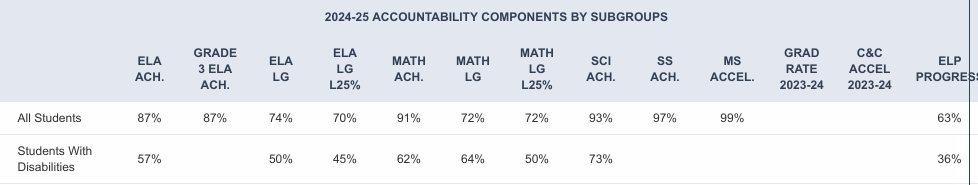 2024-25 ACCOUNTABILITY COMPONENTS BY SUBGROUPS
ELA ACH. GRADE 3 ELA ACH. ELA LG ELA LG L25% MATH ACH. MATH LG MATH LG L25% SCI ACH. SS ACH. MS ACCEL. GRAD RATE 2023-24 C&C ACCEL 2023-24 ELP PROGRESS
All Students 87% 87% 74% 70% 91% 72% 72% 93% 97% 99% 63%
Students With Disabilities 57% 50% 45% 62% 64% 50% 73% 36%